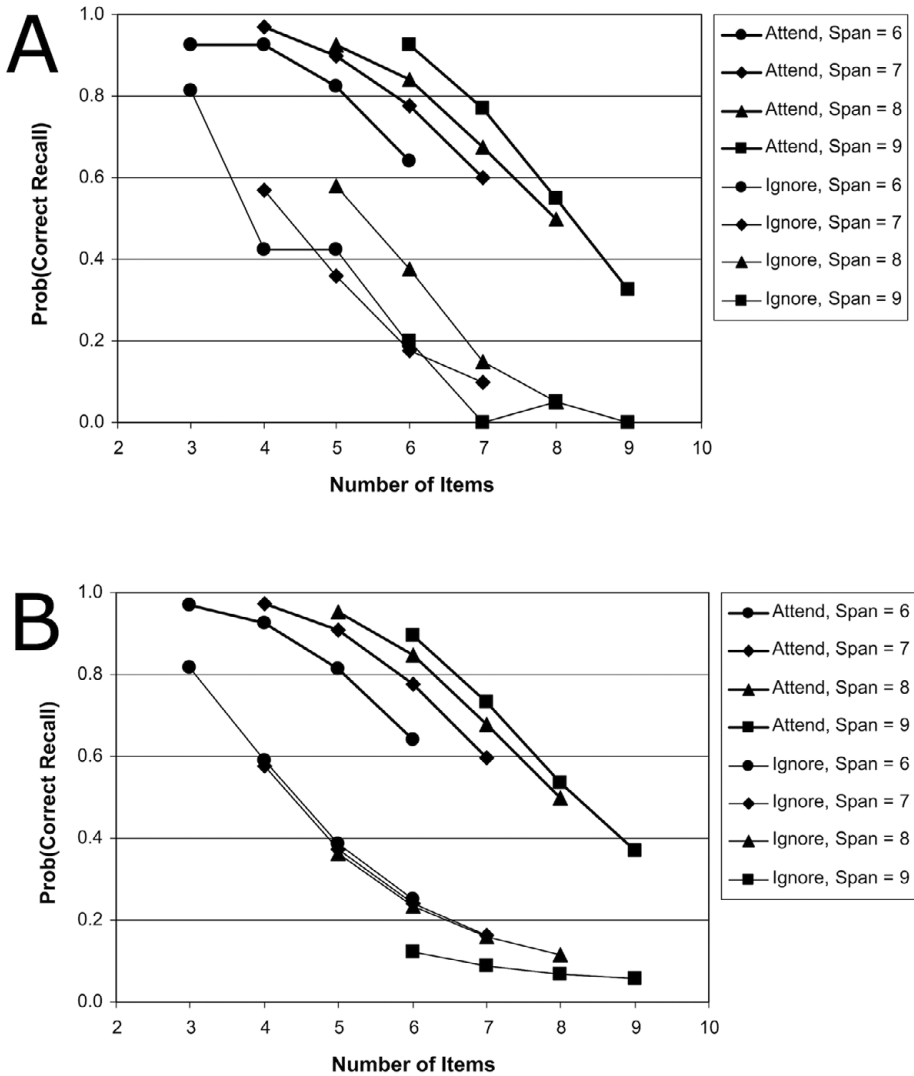 A
1.0
0.8
0.6
0.4
0.2
0.0
Prob(Correct Recall)
2 3 4 5 6 7 8 9 10
Number of Items
Attend, Span = 6
Attend, Span = 7
Attend, Span = 8
Attend, Span = 9
Ignore, Span = 6
Ignore, Span = 7
Ignore, Span = 8
Ignore, Span = 9
B
1.0
0.8
0.6
0.4
0.2
0.0
Prob(Correct Recall)
2 3 4 5 6 7 8 9 10
Number of Items
Attend, Span = 6
Attend, Span = 7
Attend, Span = 8
Attend, Span = 9
Ignore, Span = 6
Ignore, Span = 7
Ignore, Span = 8
Ignore, Span = 9